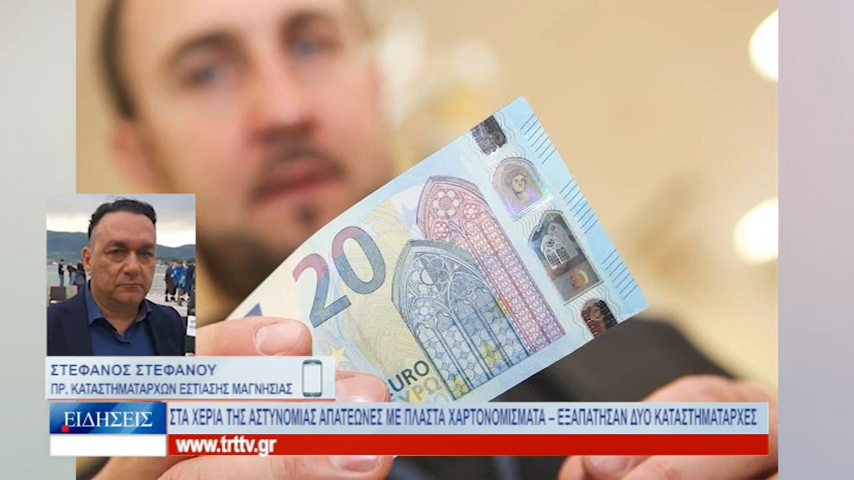 20
EURO
ΕΥΡΩ
ΣΤΕΦΑΝΟΣ ΣΤΕΦΑΝΟΥ
ΠΡ. ΚΑΤΑΣΤΗΜΑΤΑΡΧΩΝ ΕΣΤΙΑΣΗΣ ΜΑΓΝΗΣΙΑΣ
ΕΙΔΗΣΕΙΣ
ΣΤΑ ΧΕΡΙΑ ΤΗΣ ΑΣΤΥΝΟΜΙΑΣ ΑΠΑΤΕΩΝΕΣ ΜΕ ΠΛΑΣΤΑ ΧΑΡΤΟΝΟΜΙΣΜΑΤΑ – ΕΞΑΠΑΤΗΣΑΝ ΔΥΟ ΚΑΤΑΣΤΗΜΑΤΑΡΧΕΣ
www.trttv.gr